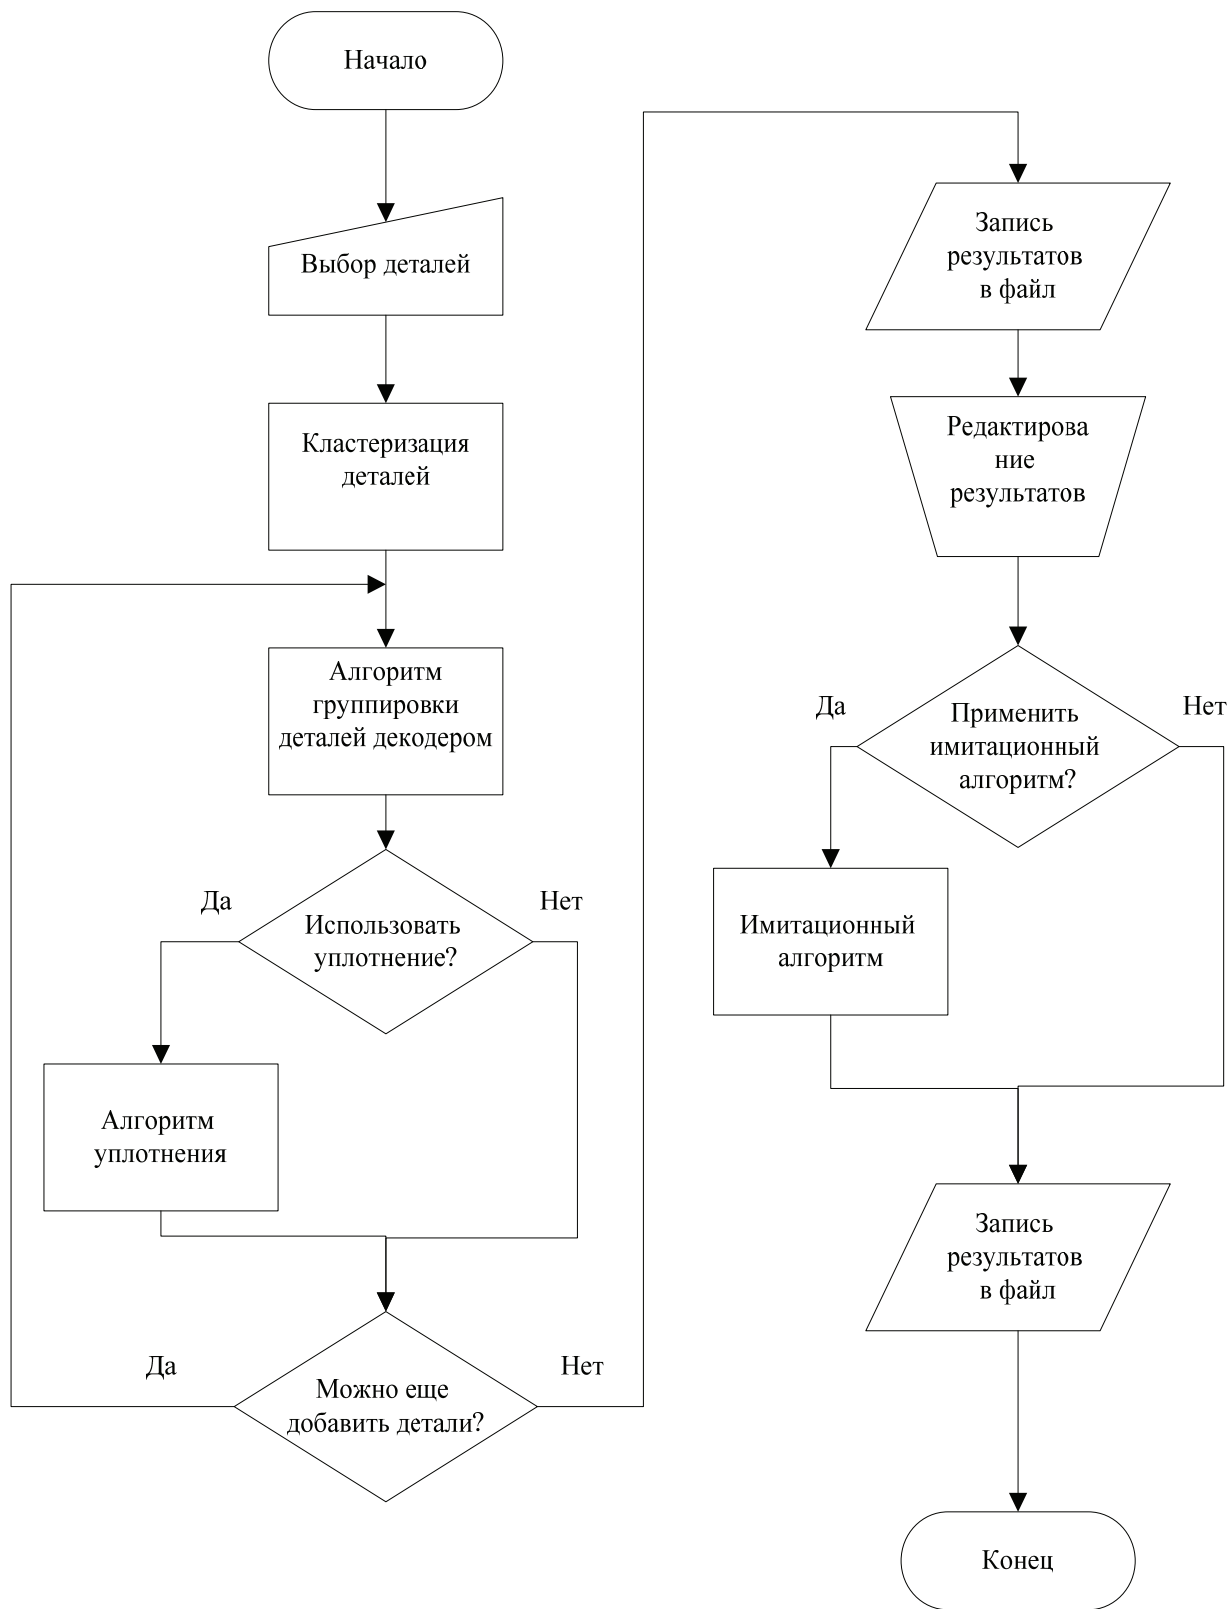 Начало
Выбор деталей
Кластеризация
деталей
Алгоритм
группировки
деталей декодером
Да
Нет
Использовать
уплотнение?
Алгоритм
уплотнения
Да
Нет
Можно еще
добавить детали?
Запись
результатов
в файл
Редактирова
ние
результатов
Да
Нет
Применить
имитационный
алгоритм?
Имитационный
алгоритм
Запись
результатов
в файл
Конец